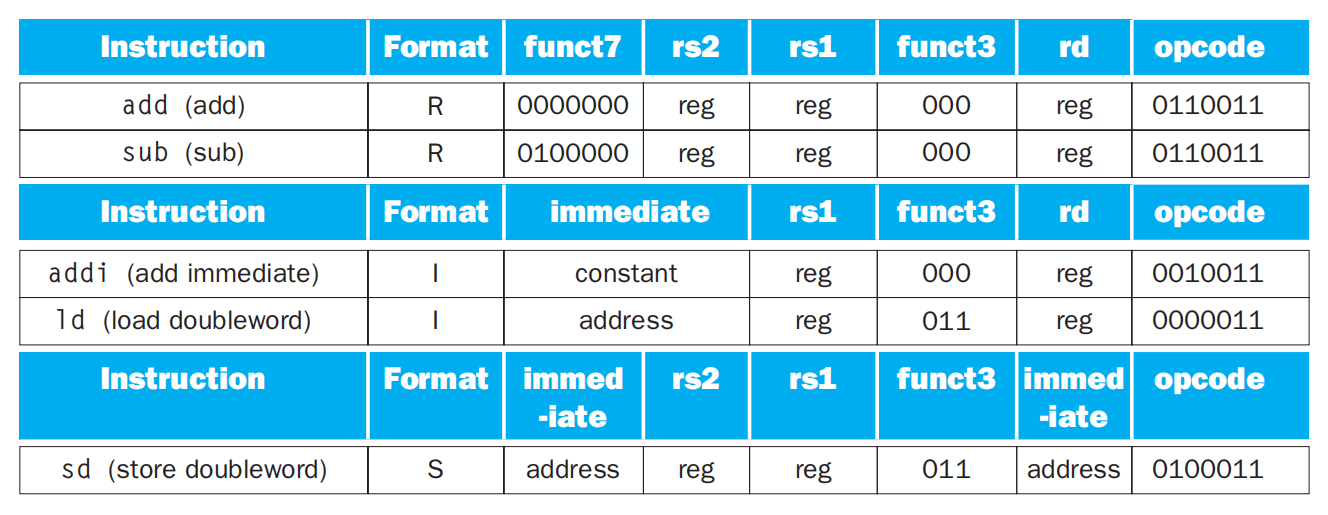 Instruction Format funct7 rs2 rs1 funct3 rd opcode
add (add) R 0000000 reg reg 000 reg 0110011
sub (sub) R 0100000 reg reg 000 reg 0110011
Instruction Format immediate rs1 funct3 rd opcode
addi (add immediate) I constant reg 000 reg 0010011
ld (load doubleword) I address reg 011 reg 0000011
Instruction Format immed rs2 rs1 funct3 immed opcode
-iate -iate
sd (store doubleword) S address reg reg 011 address 0100011